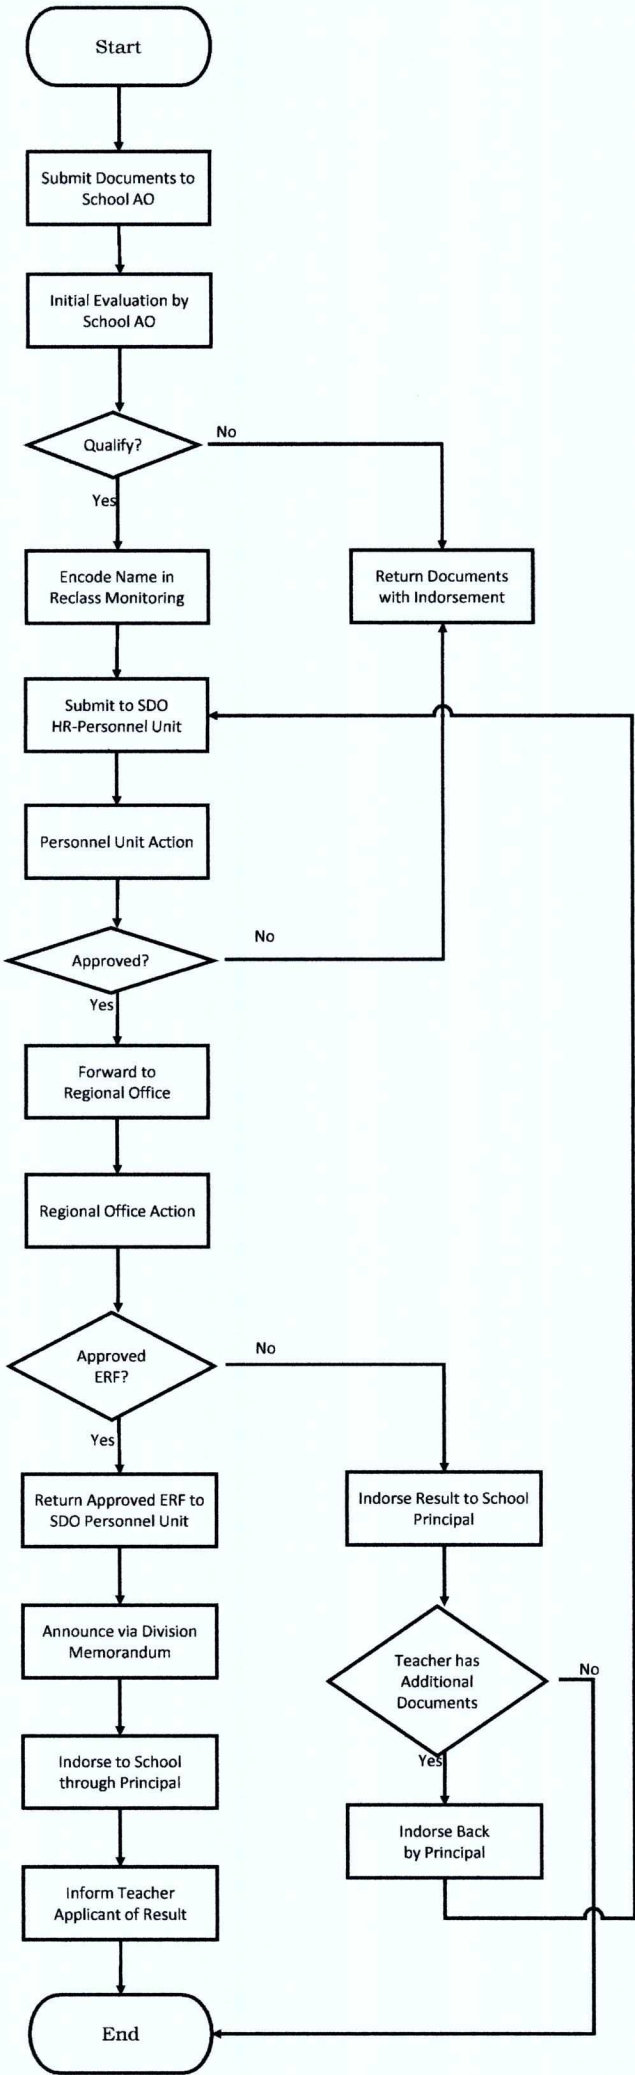 Start
Submit Documents to
School AO
Initial Evaluation by
School AO
Qualify?
No
Yes
Encode Name in
Reclass Monitoring
Return Documents
with Indorsement
Submit to SDO
HR-Personnel Unit
Personnel Unit Action
Approved?
No
Yes
Forward to
Regional Office
Regional Office Action
Approved
ERF?
No
Yes
Return Approved ERF to
SDO Personnel Unit
Indorse Result to School
Principal
Announce via Division
Memorandum
Teacher has
Additional
Documents
No
Yes
Indorse to School
through Principal
Indorse Back
by Principal
Inform Teacher
Applicant of Result
End